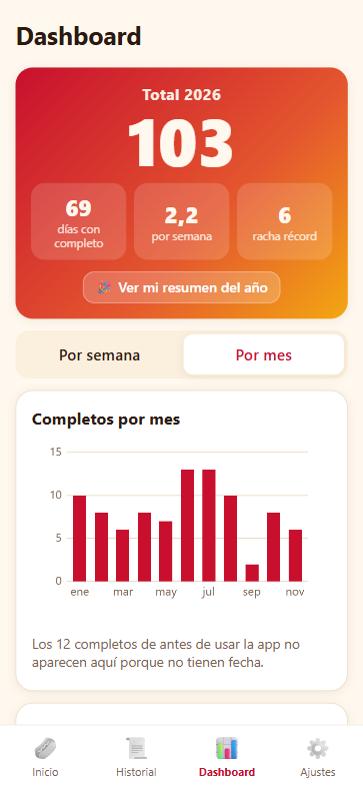 Dashboard
Total 2026
103
69
días con
completo
2,2
por semana
6
racha récord
Ver mi resumen del año
Por semana
Por mes
Completos por mes
15
10
5
0
ene
mar
may
jul
sep
nov
Los 12 completos de antes de usar la app no
aparecen aquí porque no tienen fecha.
Inicio
Historial
Dashboard
Ajustes